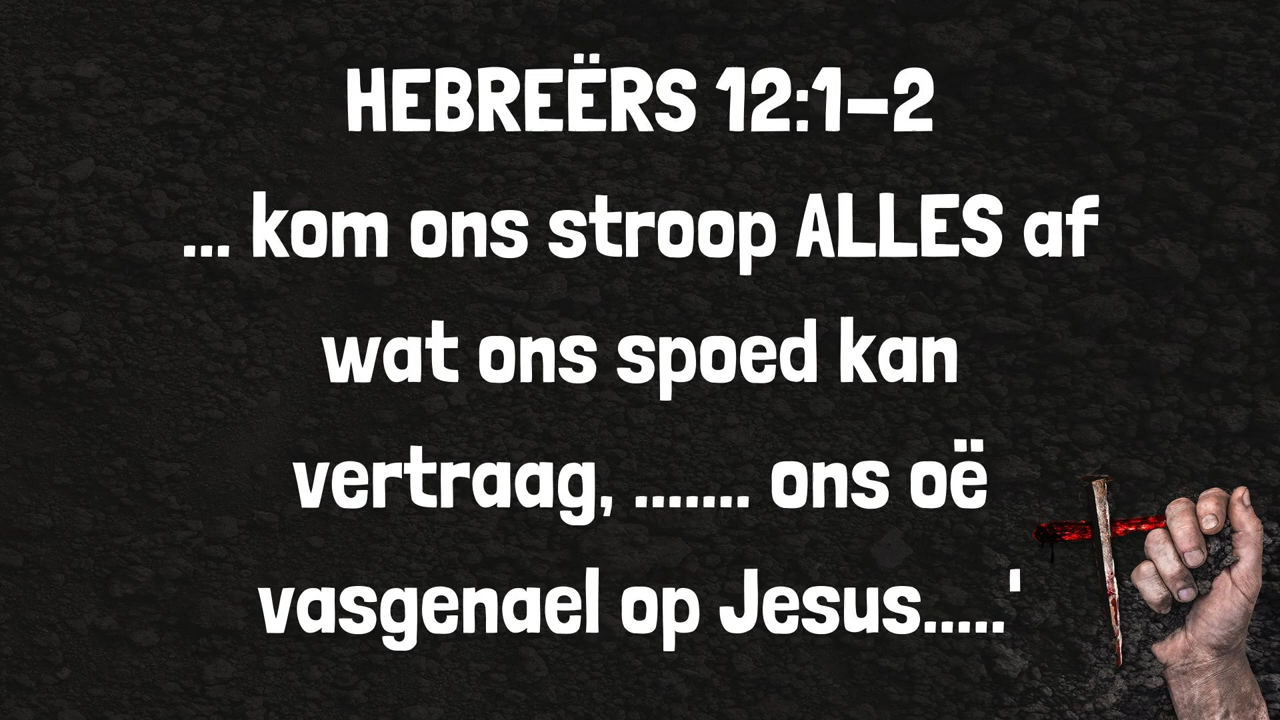 HEBREËRS 12:1–2
... kom ons stroop ALLES af
wat ons spoed kan
vertraag, ....... ons oë
vasgenael op Jesus.....'